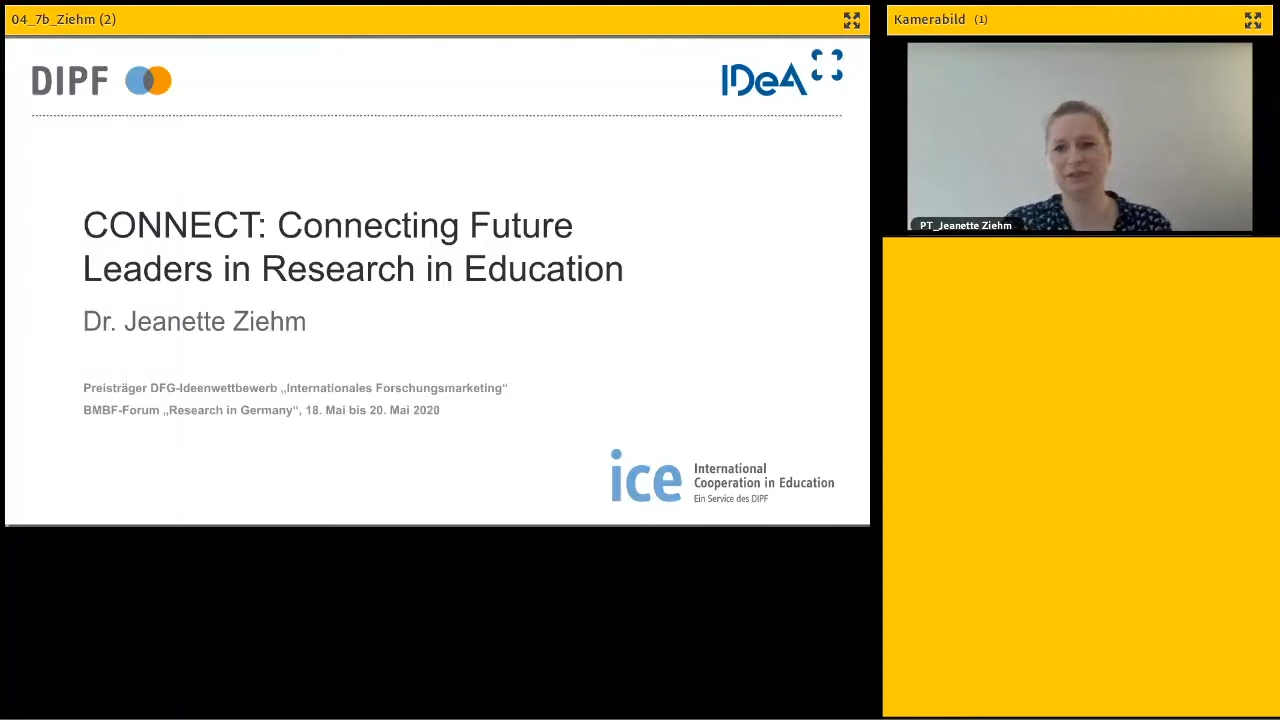 04_7b_Ziehm (2)
Kamerabild (1)
DIPF
IDeA
CONNECT: Connecting Future
Leaders in Research in Education
Dr. Jeanette Ziehm
Preisträger DFG-Ideenwettbewerb „Internationales Forschungsmarketing“
BMBF-Forum „Research in Germany“, 18. Mai bis 20. Mai 2020
ice
International
Cooperation in Education
Ein Service des DIPF
PT_Jeanette Ziehm